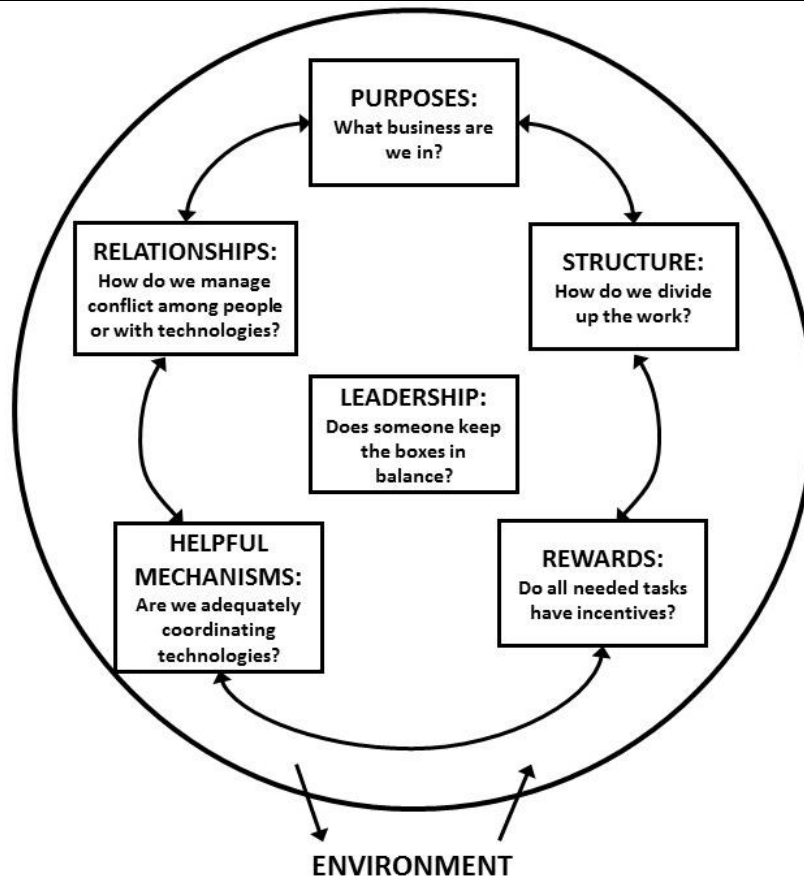 PURPOSES:
What business are
we in?
RELATIONSHIPS:
How do we manage
conflict among people
or with technologies?
STRUCTURE:
How do we divide
up the work?
LEADERSHIP:
Does someone keep
the boxes in
balance?
HELPFUL
MECHANISMS:
Are we adequately
coordinating
technologies?
REWARDS:
Do all needed tasks
have incentives?
ENVIRONMENT